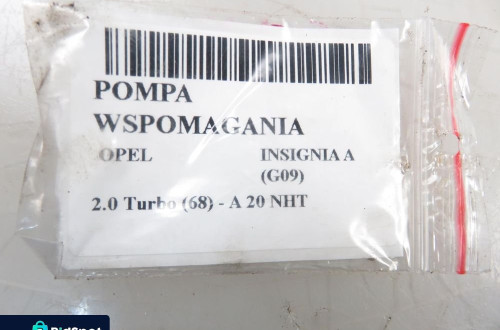 POMPA
WSPOMAGANIA
OPEL INSIGNIA A
(G09)
2.0 Turbo (68) - A 20 NHT